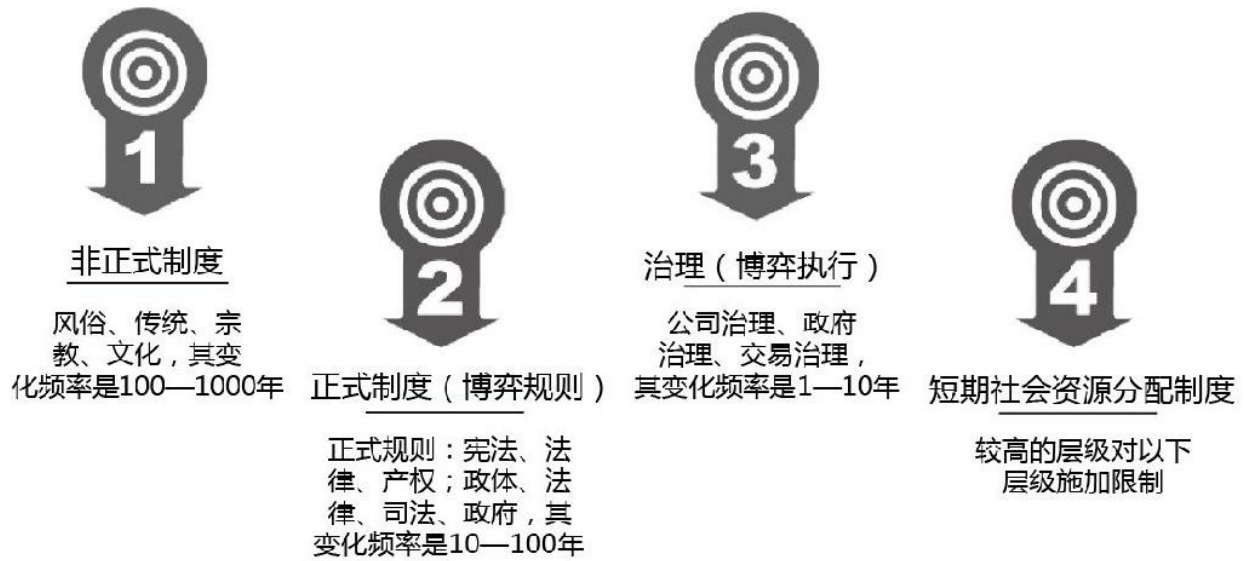 1
非正式制度
风俗、传统、宗
教、文化，其变
化频率是100—1000年
2
正式制度（博弈规则）
正式规则：宪法、法
律、产权；政体、法
律、司法、政府，其
变化频率是10—100年
3
治理（博弈执行）
公司治理、政府
治理、交易治理，
其变化频率是1—10年
4
短期社会资源分配制度
较高的层级对以下
层级施加限制